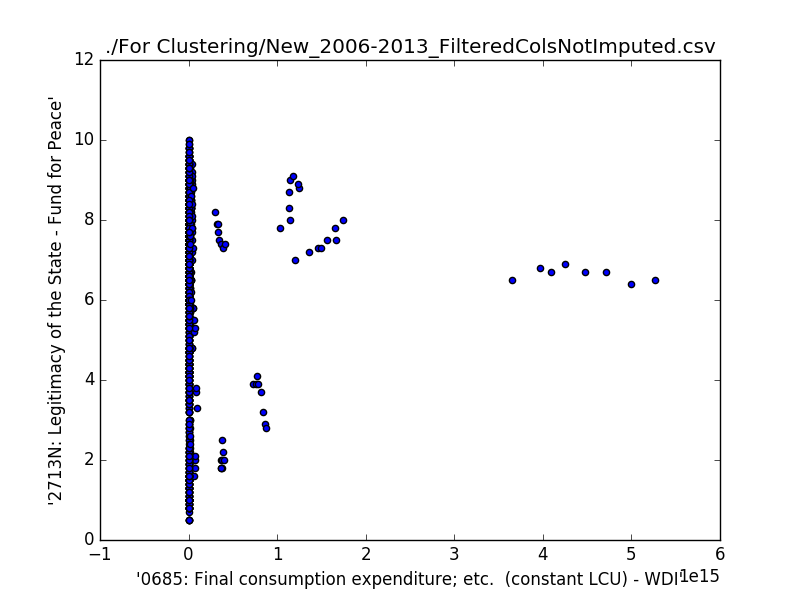 ./For Clustering/New_2006-2013_FilteredColsNotImputed.csv
12
10
8
6
4
2
0
'2713N: Legitimacy of the State - Fund for Peace'
−1 0 1 2 3 4 5 6
1e15
'0685: Final consumption expenditure; etc.  (constant LCU) - WDI'